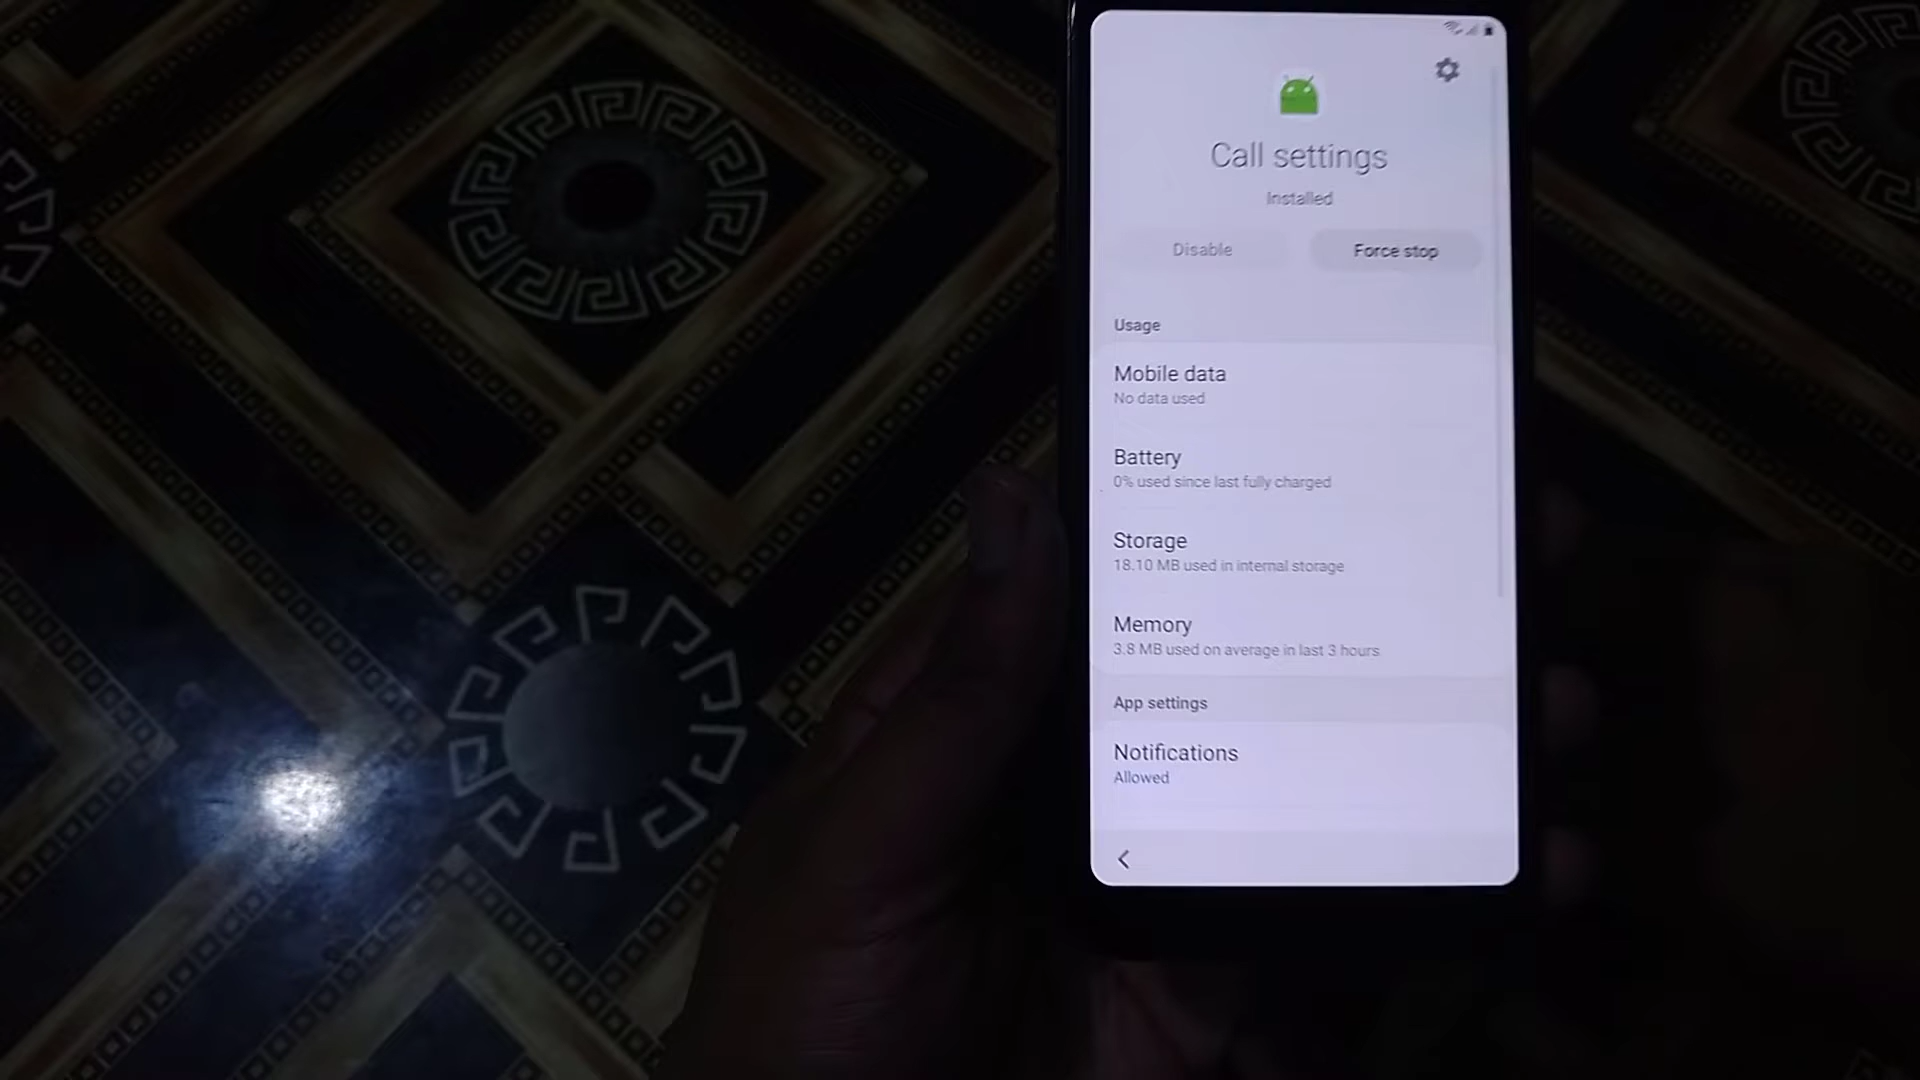 Call settings
Installed
Disable
Force stop
Usage
Mobile data
No data used
Battery
0% used since last fully charged
Storage
18.10 MB used in internal storage
Memory
3.8 MB used on average in last 3 hours
App settings
Notifications
Allowed